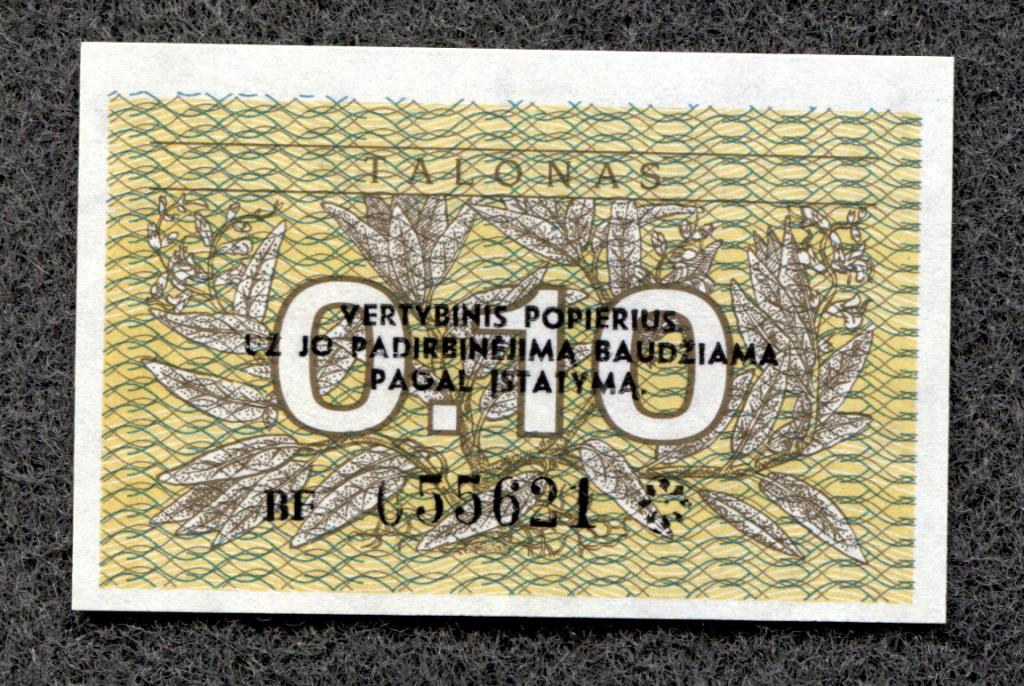 TALONAS
0.10
VERTYBINIS POPIERIUS.
UŽ JO PADIRBINĖJIMĄ BAUDŽIAMA
PAGAL ĮSTATYMĄ.
BF 055621